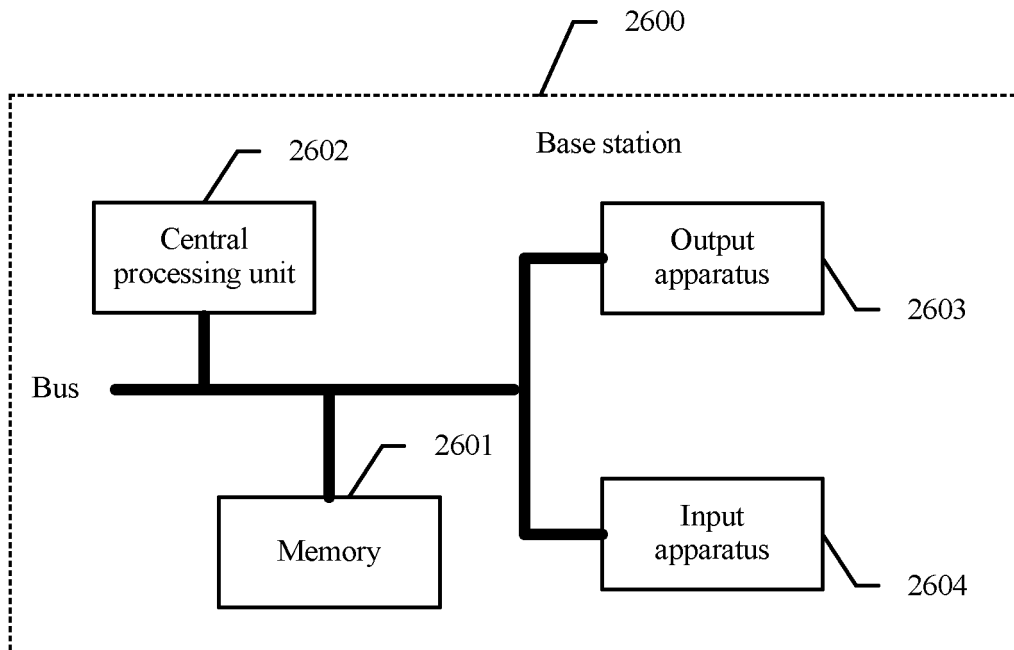 2600
Base station
2602
Central
processing unit
Output
apparatus
2603
Bus
2601
Memory
Input
apparatus
2604